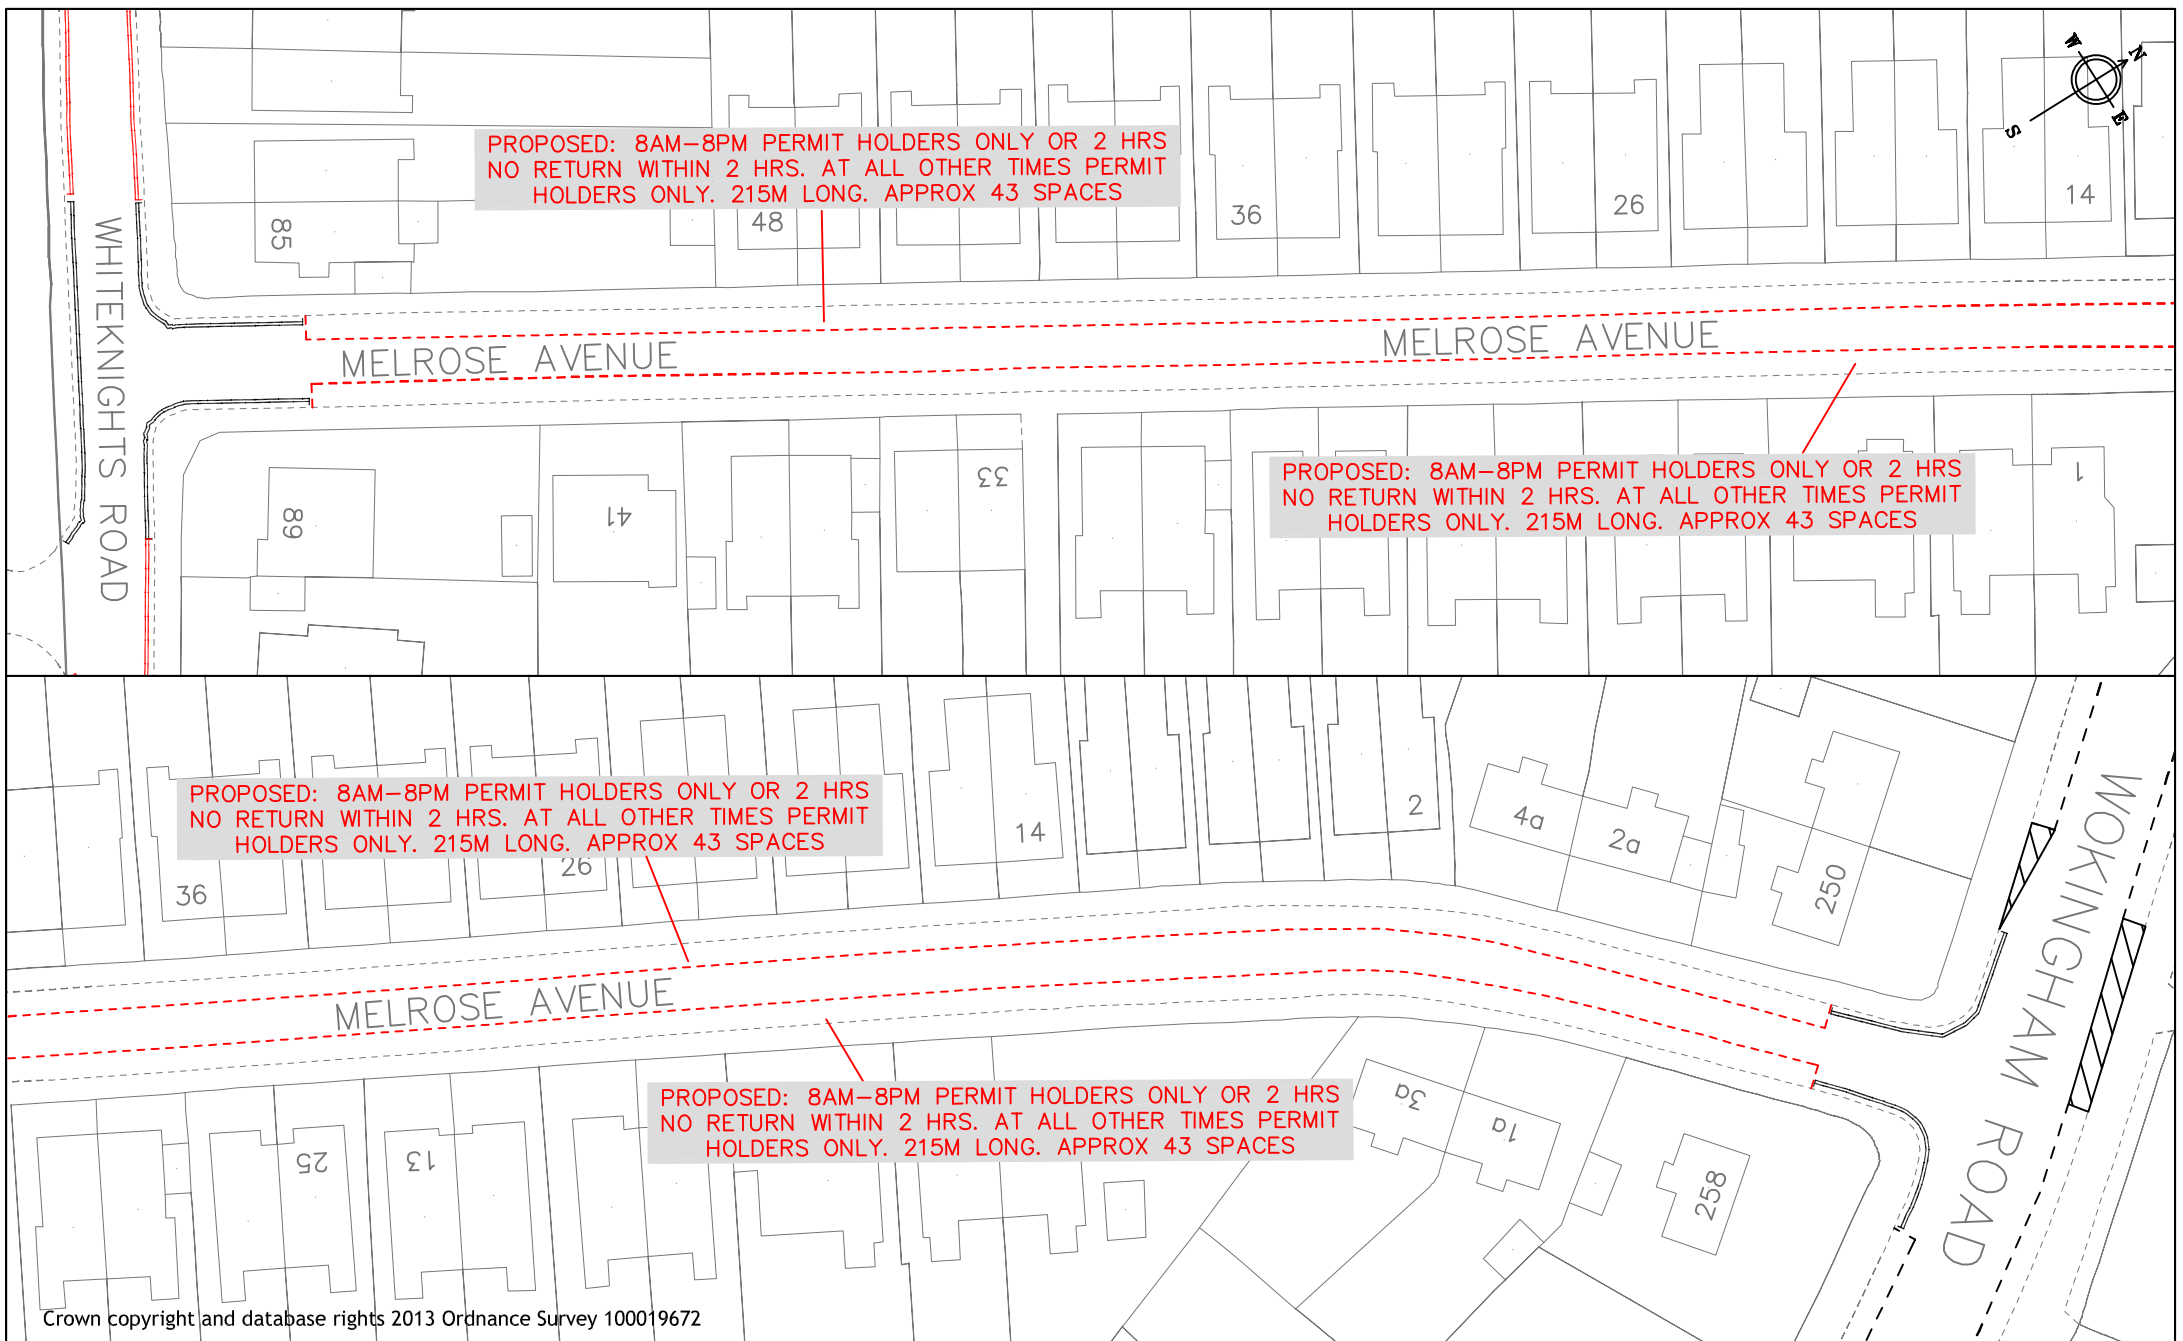 W
N
S
E
PROPOSED: 8AM–8PM PERMIT HOLDERS ONLY OR 2 HRS
NO RETURN WITHIN 2 HRS. AT ALL OTHER TIMES PERMIT
HOLDERS ONLY. 215M LONG. APPROX 43 SPACES
85
48
36
26
14
WHITEKNIGHTS ROAD
MELROSE AVENUE
MELROSE AVENUE
89
41
33
PROPOSED: 8AM–8PM PERMIT HOLDERS ONLY OR 2 HRS
NO RETURN WITHIN 2 HRS. AT ALL OTHER TIMES PERMIT
HOLDERS ONLY. 215M LONG. APPROX 43 SPACES
1
PROPOSED: 8AM–8PM PERMIT HOLDERS ONLY OR 2 HRS
NO RETURN WITHIN 2 HRS. AT ALL OTHER TIMES PERMIT
HOLDERS ONLY. 215M LONG. APPROX 43 SPACES
36
26
14
2
4a
2a
250
WOKINGHAM ROAD
MELROSE AVENUE
25
13
PROPOSED: 8AM–8PM PERMIT HOLDERS ONLY OR 2 HRS
NO RETURN WITHIN 2 HRS. AT ALL OTHER TIMES PERMIT
HOLDERS ONLY. 215M LONG. APPROX 43 SPACES
3a
1a
258
Crown copyright and database rights 2013 Ordnance Survey 100019672